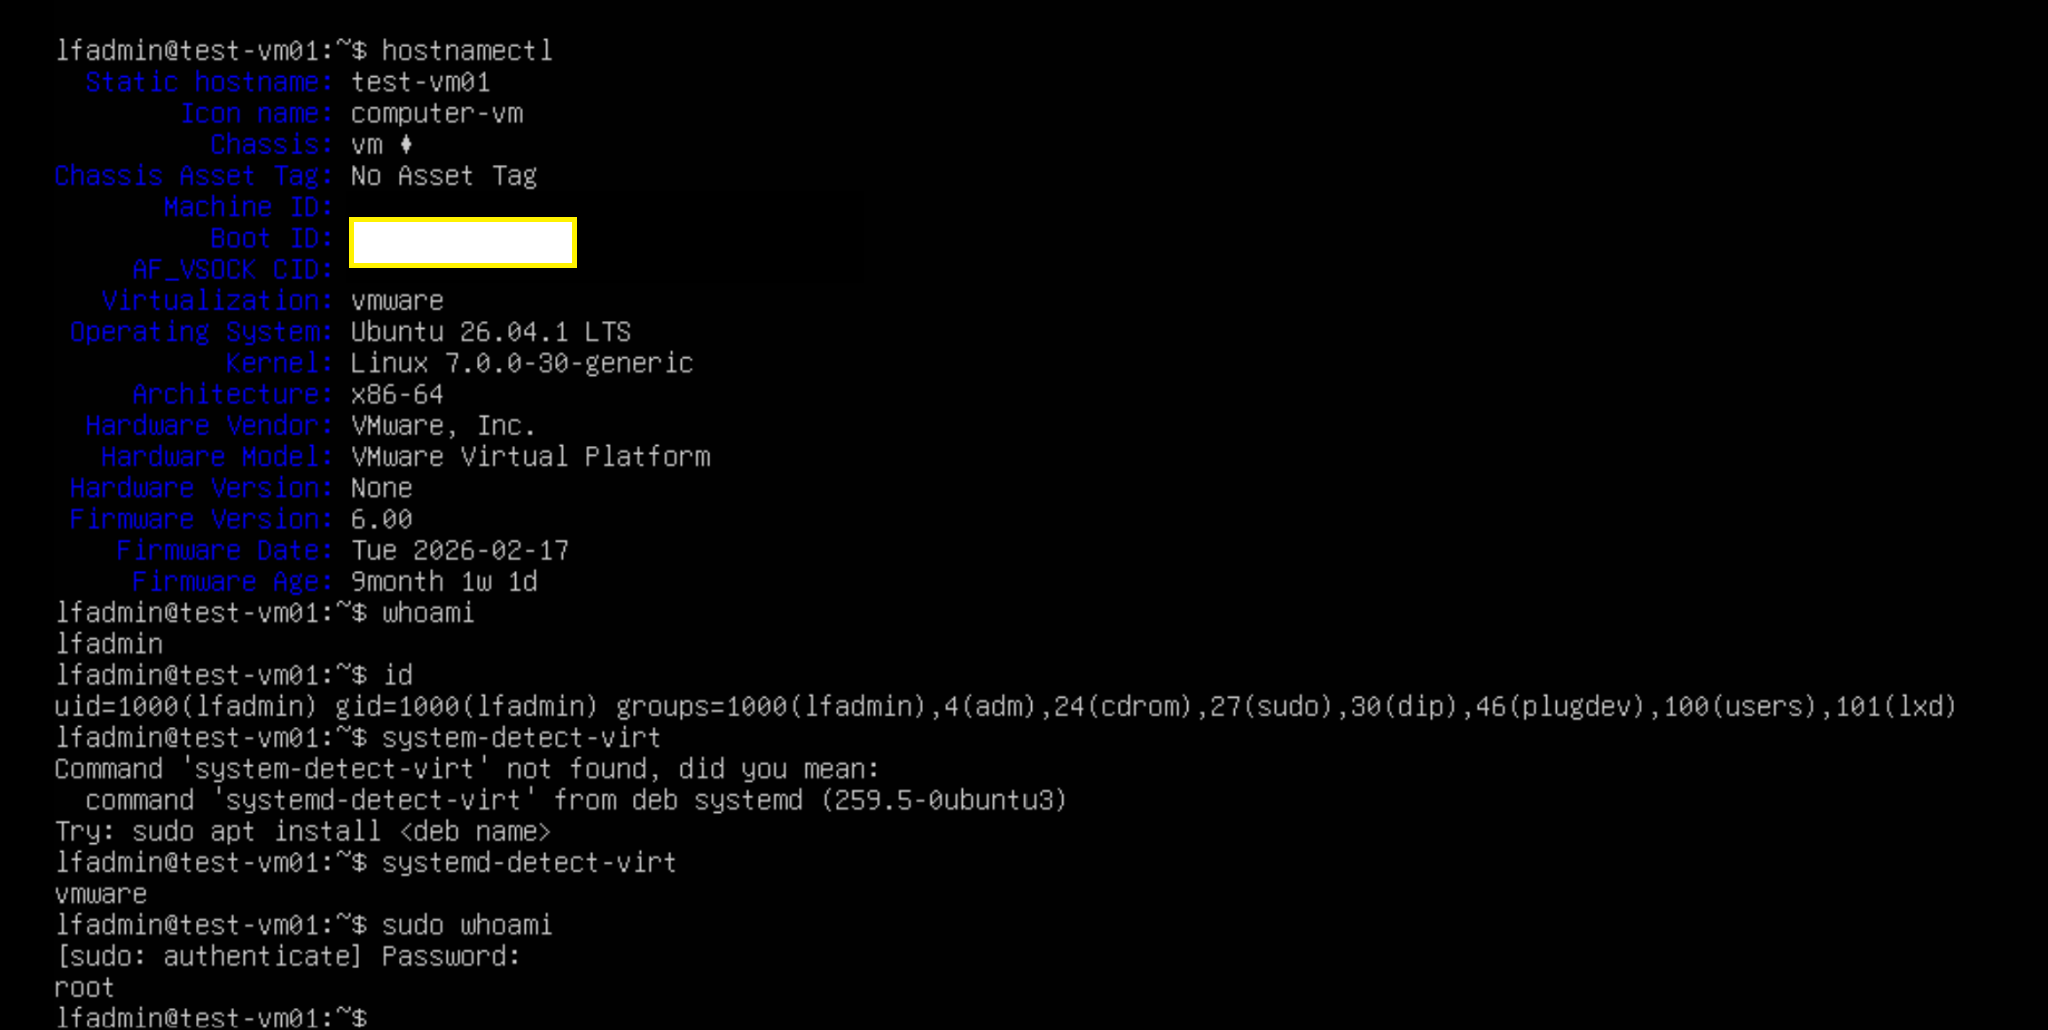 lfadmin@test-vm01:~$ hostnamectl
Static hostname: test-vm01
Icon name: computer-vm
Chassis: vm ♦
Chassis Asset Tag: No Asset Tag
Machine ID:
Boot ID:
AF_VSOCK CID:
Virtualization: vmware
Operating System: Ubuntu 26.04.1 LTS
Kernel: Linux 7.0.0-30-generic
Architecture: x86-64
Hardware Vendor: VMware, Inc.
Hardware Model: VMware Virtual Platform
Hardware Version: None
Firmware Version: 6.00
Firmware Date: Tue 2026-02-17
Firmware Age: 9month 1w 1d
lfadmin@test-vm01:~$ whoami
lfadmin
lfadmin@test-vm01:~$ id
uid=1000(lfadmin) gid=1000(lfadmin) groups=1000(lfadmin),4(adm),24(cdrom),27(sudo),30(dip),46(plugdev),100(users),101(lxd)
lfadmin@test-vm01:~$ system-detect-virt
Command 'system-detect-virt' not found, did you mean:
command 'systemd-detect-virt' from deb systemd (259.5-0ubuntu3)
Try: sudo apt install <deb name>
lfadmin@test-vm01:~$ systemd-detect-virt
vmware
lfadmin@test-vm01:~$ sudo whoami
[sudo: authenticate] Password:
root
lfadmin@test-vm01:~$